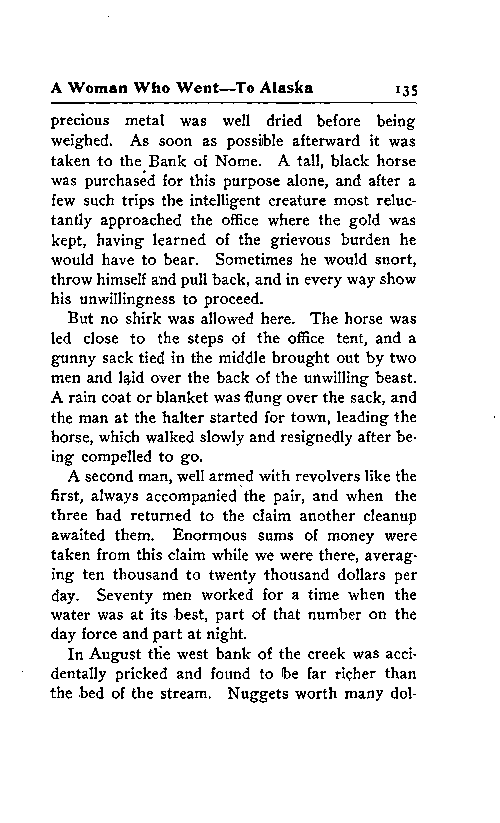 A Woman Who Went—To Alaska 135
precious metal was well dried before being
weighed. As soon as possible afterward it was
taken to the Bank of Nome. A tall, black horse
was purchased for this purpose alone, and after a
few such trips the intelligent creature most reluc-
tantly approached the office where the gold was
kept, having learned of the grievous burden he
would have to bear. Sometimes he would snort,
throw himself and pull back, and in every way show
his unwillingness to proceed.
But no shirk was allowed here. The horse was
led close to the steps of the office tent, and a
gunny sack tied in the middle brought out by two
men and laid over the back of the unwilling beast.
A rain coat or blanket was flung over the sack, and
the man at the halter started for town, leading the
horse, which walked slowly and resignedly after be-
ing compelled to go.
A second man, well armed with revolvers like the
first, always accompanied the pair, and when the
three had returned to the claim another cleanup
awaited them. Enormous sums of money were
taken from this claim while we were there, averag-
ing ten thousand to twenty thousand dollars per
day. Seventy men worked for a time when the
water was at its best, part of that number on the
day force and part at night.
In August the west bank of the creek was acci-
dentally pricked and found to be far richer than
the bed of the stream. Nuggets worth many dol-